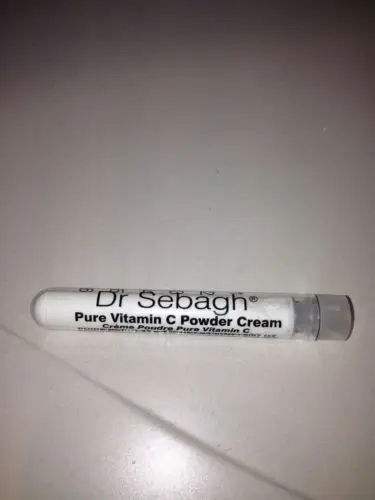 Dr Sebagh®
Pure Vitamin C Powder Cream
Crème Poudre Pure Vitamin C